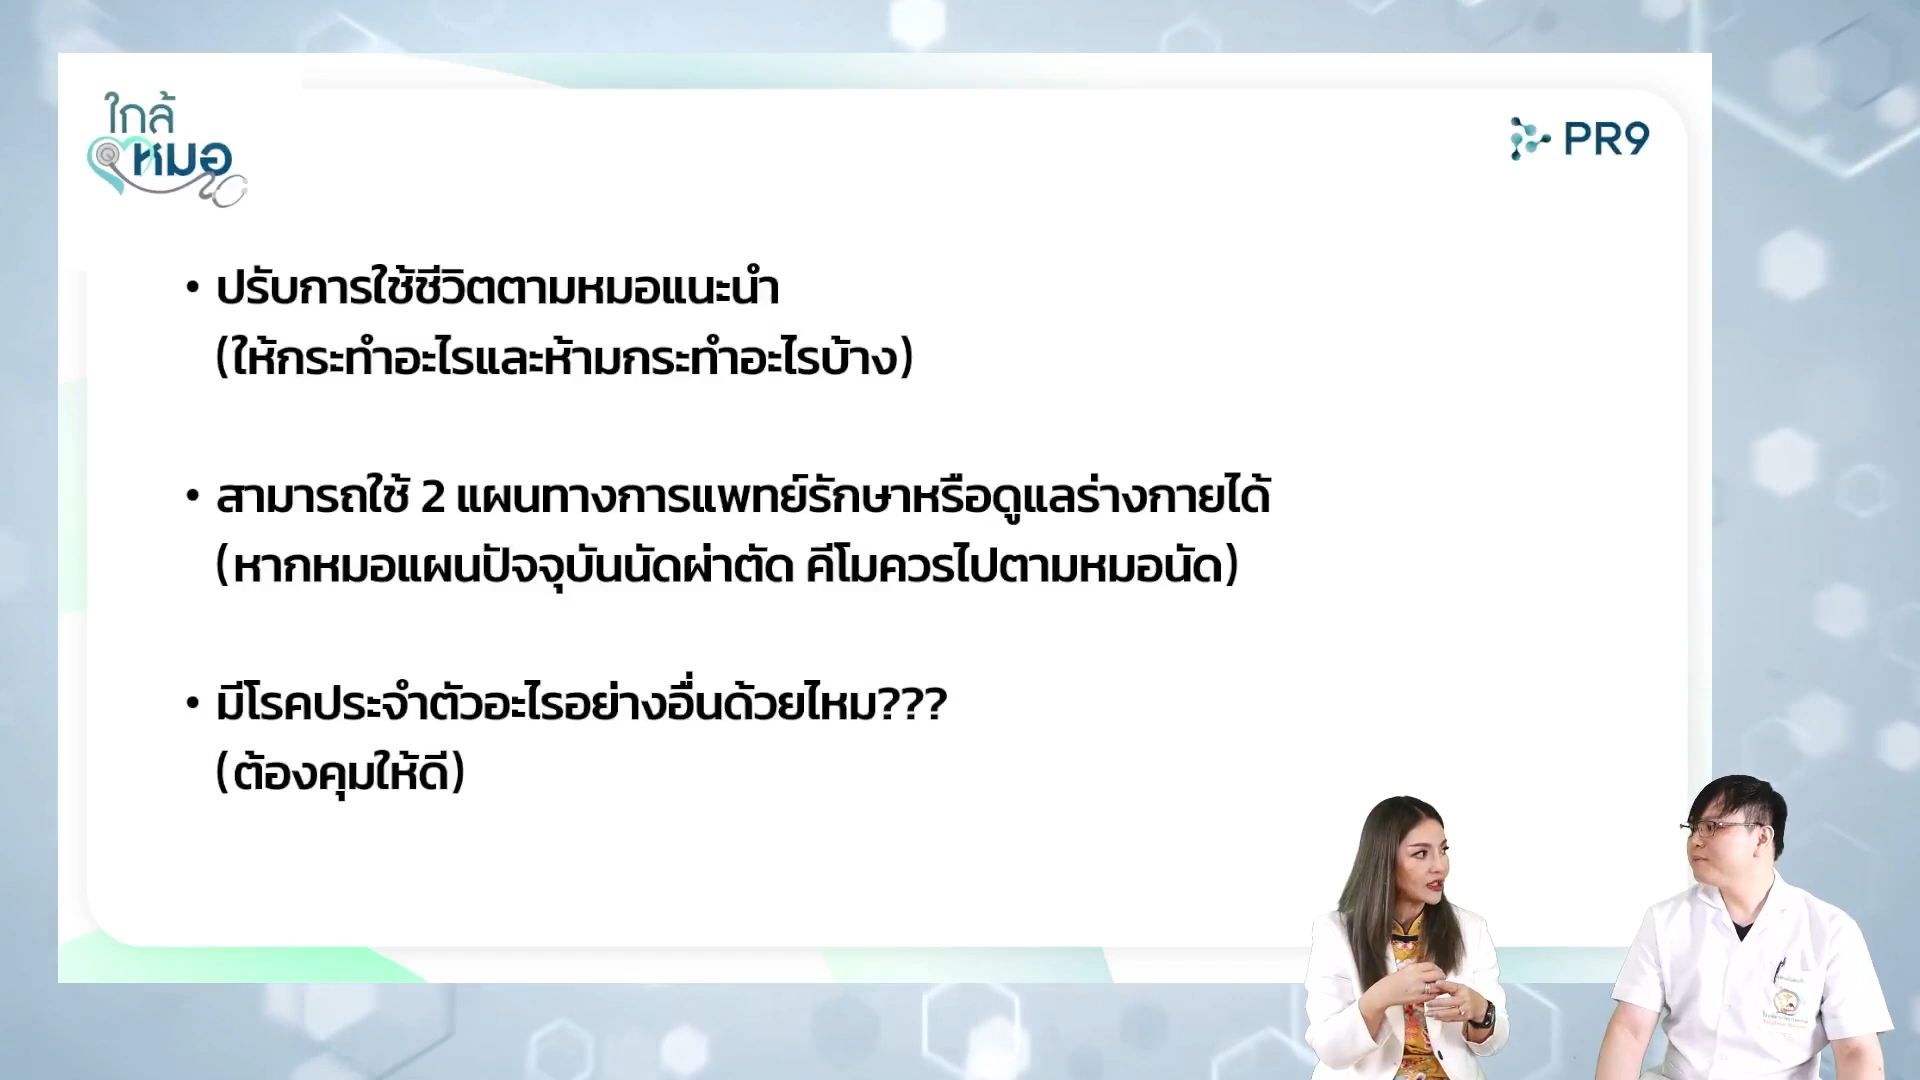 ใกล้
หมอ
PR9
• ปรับการใช้ชีวิตตามหมอแนะนำ
(ให้กระทำอะไรและห้ามกระทำอะไรบ้าง)
• สามารถใช้ 2 แผนทางการแพทย์รักษาหรือดูแลร่างกายได้
(หากหมอแผนปัจจุบันนัดผ่าตัด คีโมควรไปตามหมอนัด)
• มีโรคประจำตัวอะไรอย่างอื่นด้วยไหม???
(ต้องคุมให้ดี)